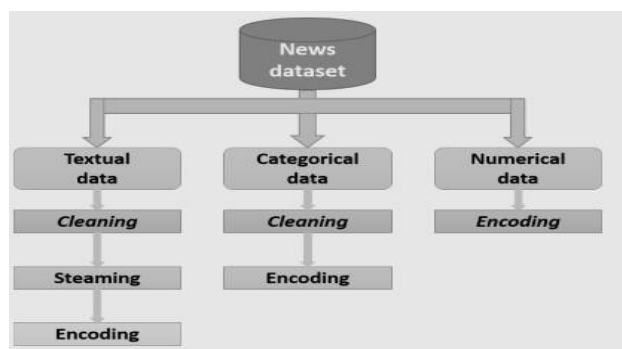 News
dataset
Textual
data
Categorical
data
Numerical
data
Cleaning
Cleaning
Encoding
Steaming
Encoding
Encoding